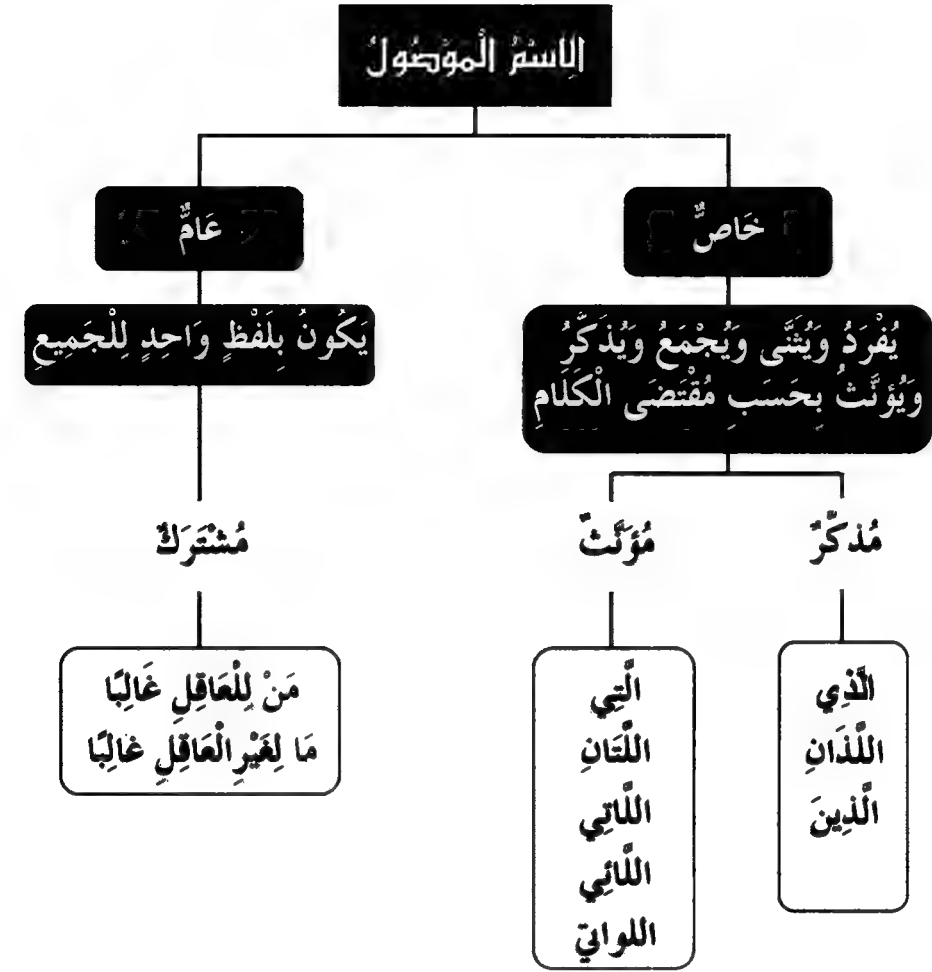 الِاسْمُ الْمَوْصُولُ
خَاصٌّ
عَامٌّ
يُفْرَدُ وَيُثَنَّى وَيُجْمَعُ وَيُذَكَّرُ
وَيُؤَنَّثُ بِحَسَبِ مُقْتَضَى الْكَلَامِ
يَكُونُ بِلَفْظٍ وَاحِدٍ لِلْجَمِيعِ
مُذَكَّرٌ
مُؤَنَّثٌ
مُشْتَرَكٌ
الَّذِي
اللَّذَانِ
الَّذِينَ
الَّتِي
اللَّتَانِ
اللَّاتِي
اللَّائِي
اللواتي
مَنْ لِلْعَاقِلِ غَالِبًا
مَا لِغَيْرِ الْعَاقِلِ غَالِبًا